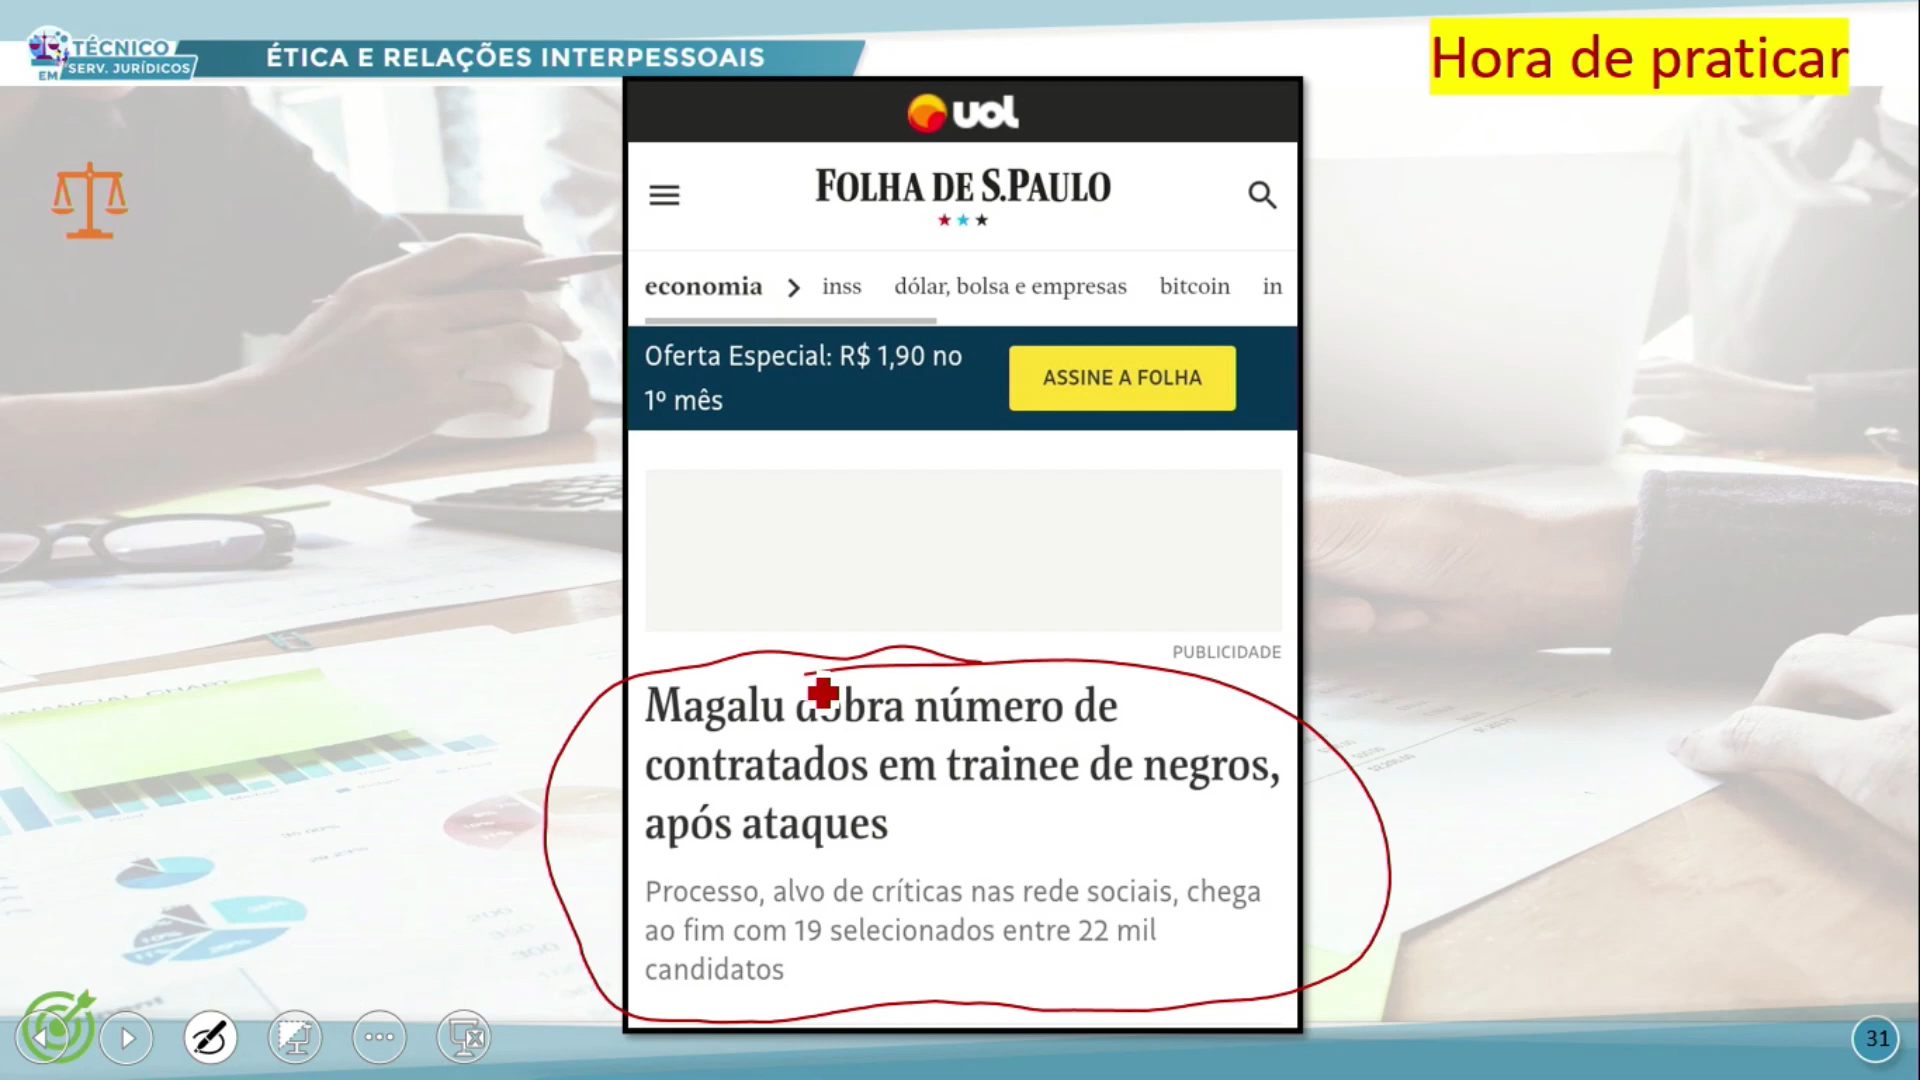 TÉCNICO
EM SERV. JURÍDICOS
ÉTICA E RELAÇÕES INTERPESSOAIS
Hora de praticar
uol
FOLHA DE S.PAULO
economia inss dólar, bolsa e empresas bitcoin in
Oferta Especial: R$ 1,90 no
1º mês
ASSINE A FOLHA
PUBLICIDADE
Magalu dobra número de
contratados em trainee de negros,
após ataques
Processo, alvo de críticas nas rede sociais, chega
ao fim com 19 selecionados entre 22 mil
candidatos
31